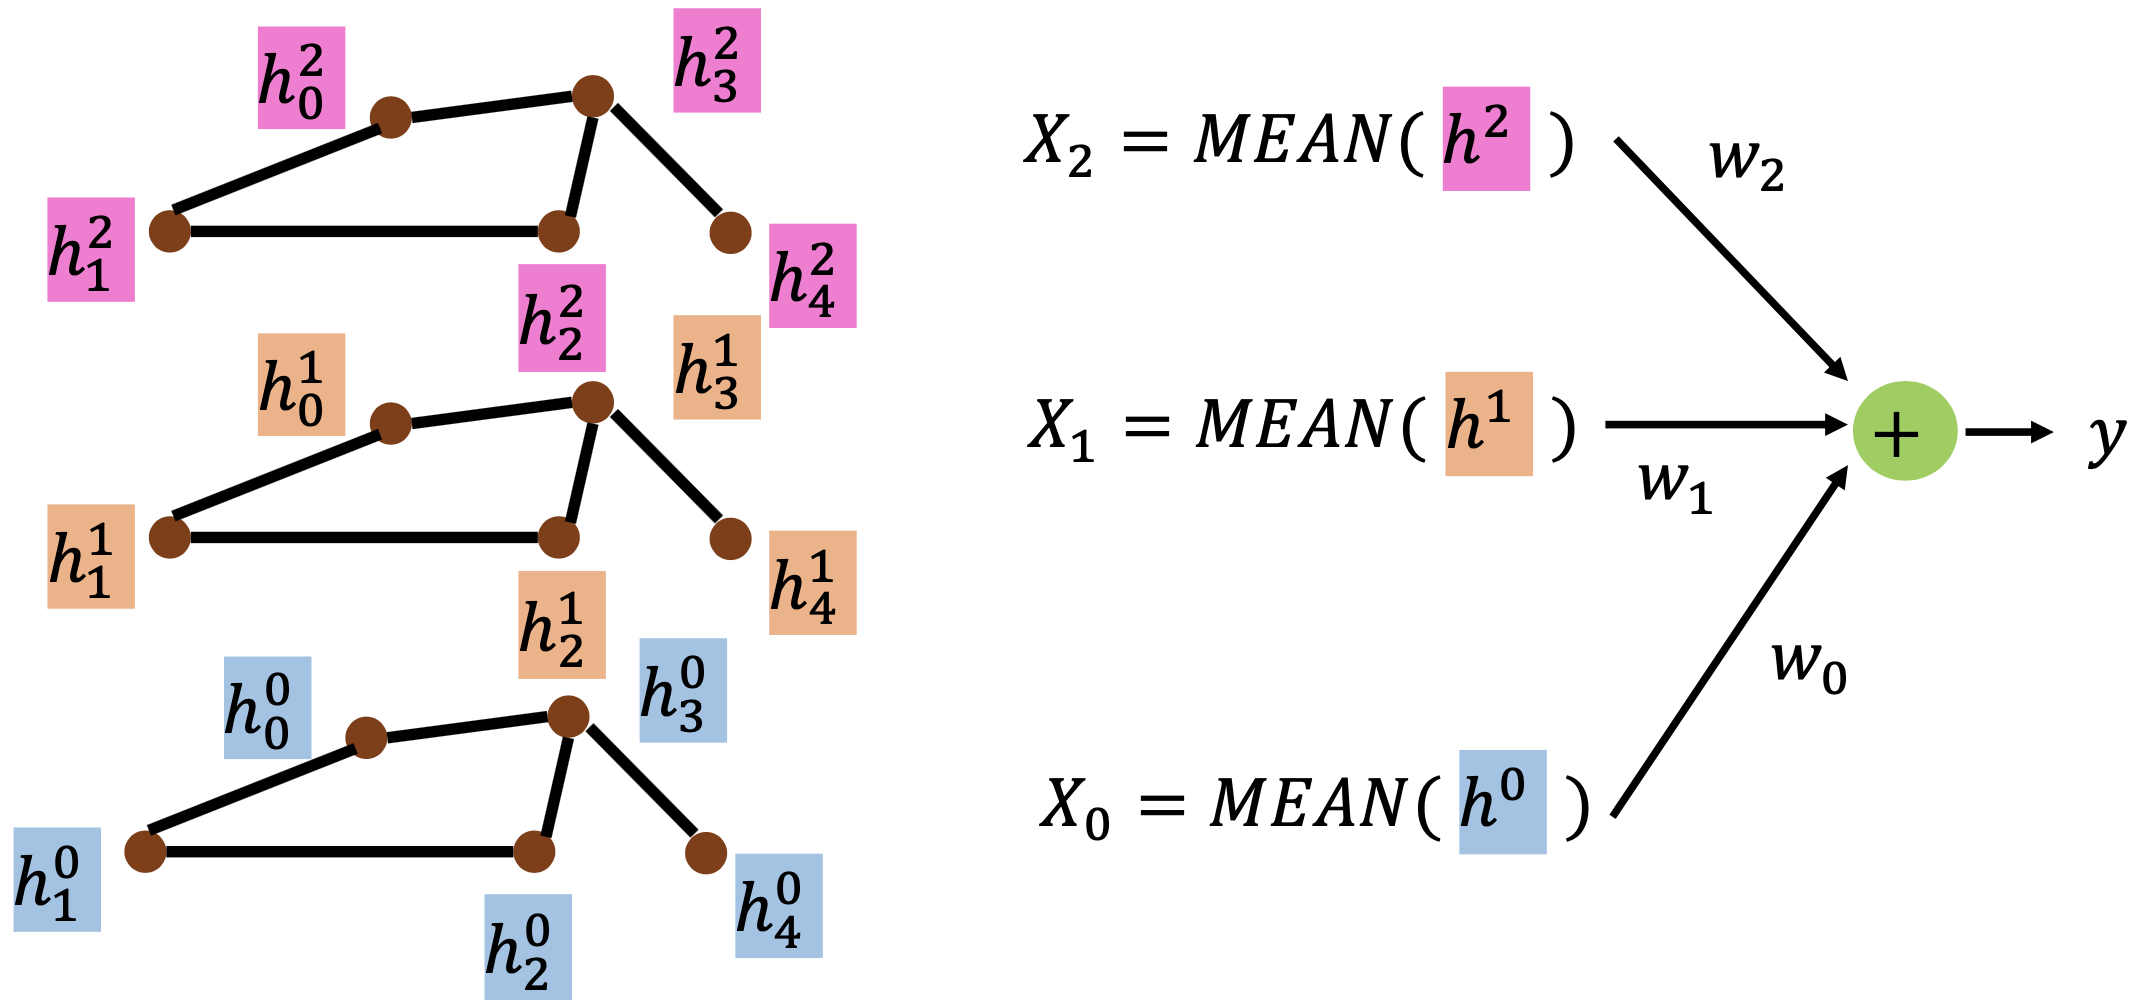 h_0^2
h_3^2
h_1^2
h_2^2
h_4^2
h_0^1
h_3^1
h_1^1
h_2^1
h_4^1
h_0^0
h_3^0
h_1^0
h_2^0
h_4^0
X_2 = MEAN( h^2 )
w_2
X_1 = MEAN( h^1 )
w_1
+
y
w_0
X_0 = MEAN( h^0 )